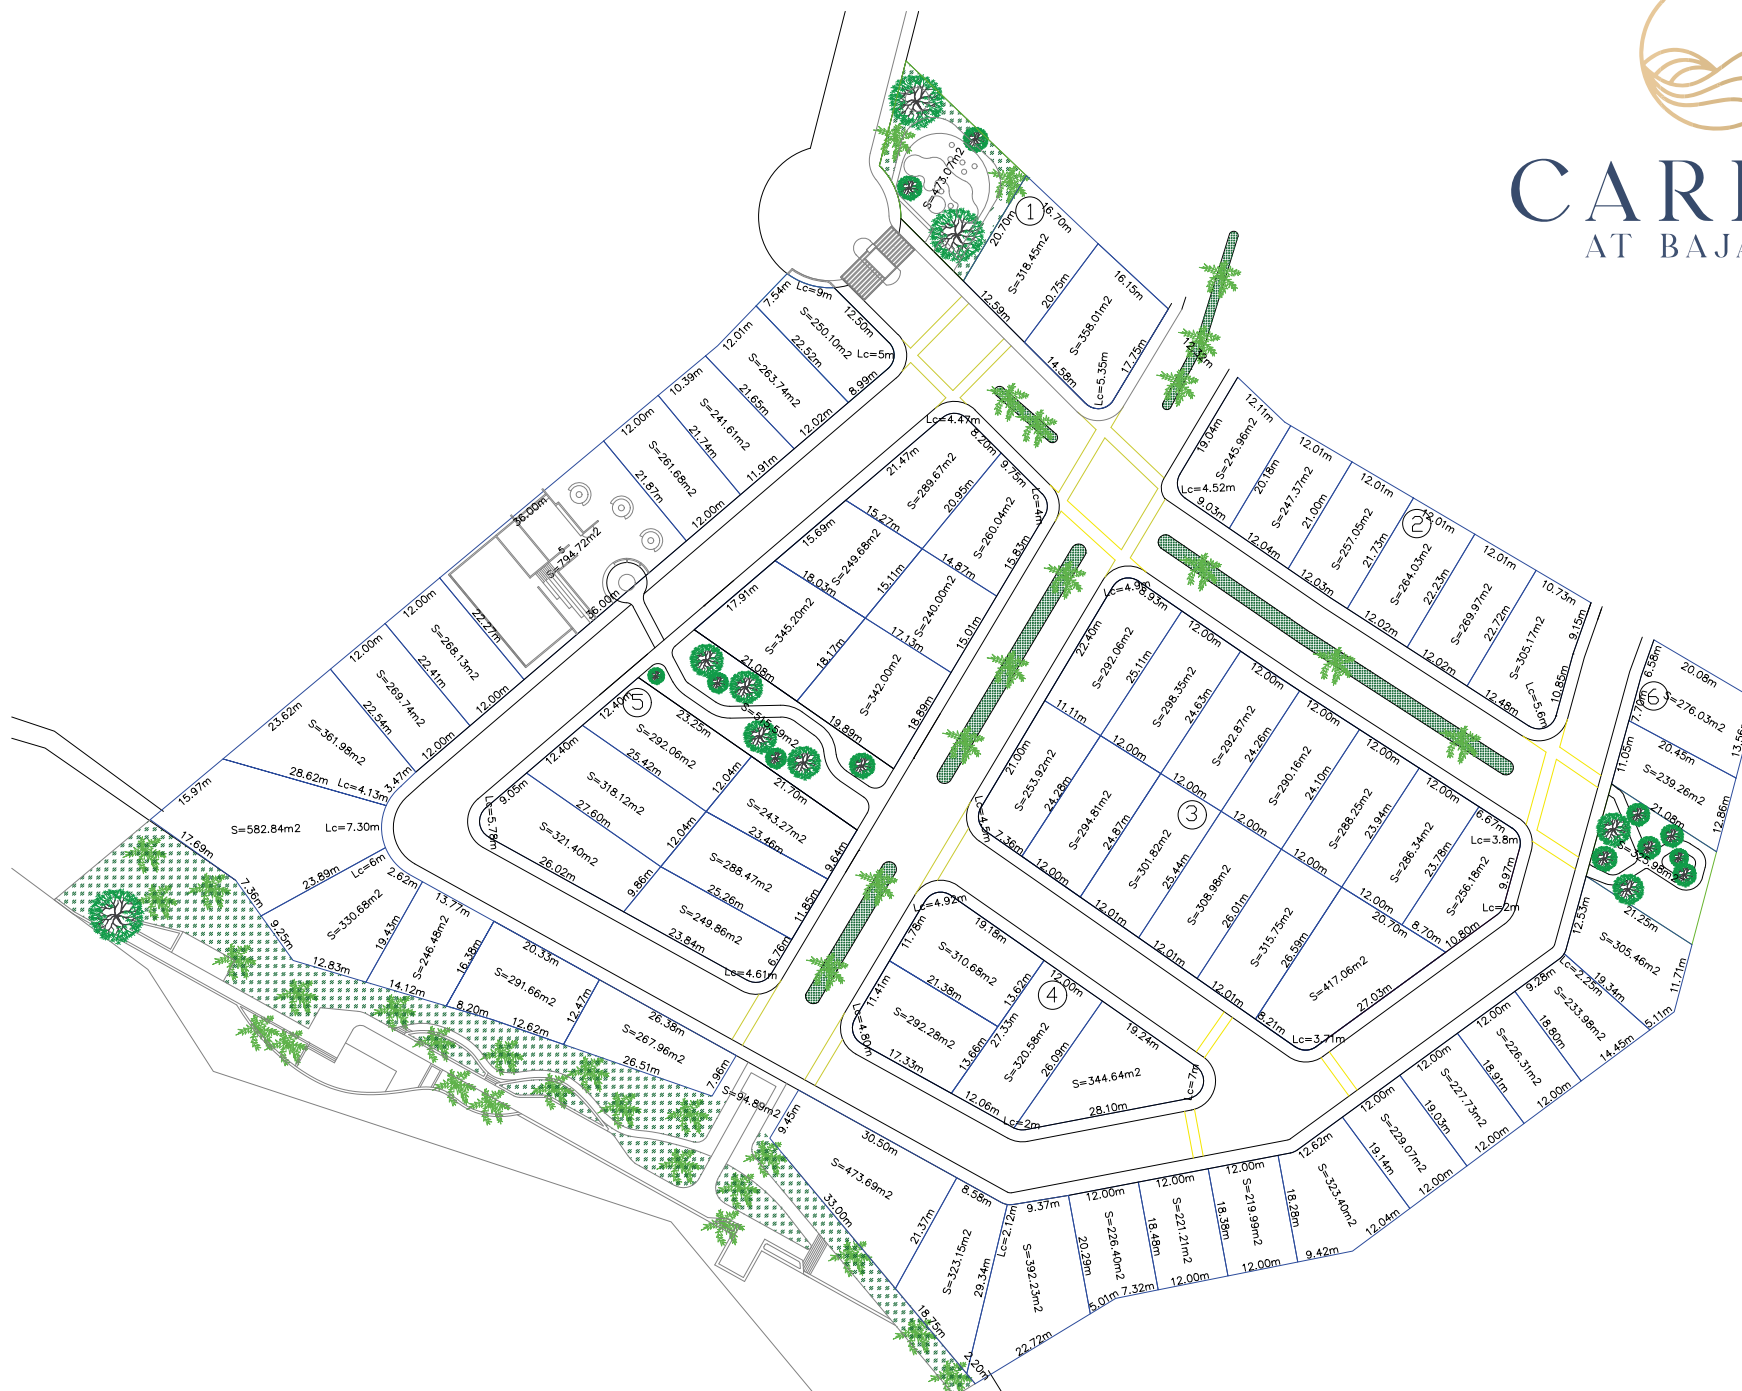 CAR
AT BAJA
S=473.07m2
1
20.70m
16.70m
S=318.45m2
12.59m
20.75m
16.15m
S=358.01m2
14.58m
Lc=5.35m
17.75m
12.32m
7.54m
Lc=9m
12.50m
S=250.10m2
22.52m
Lc=5m
8.99m
12.01m
S=263.74m2
21.65m
12.02m
10.39m
S=241.61m2
21.74m
11.91m
12.00m
S=261.68m2
21.87m
12.00m
36.00m
S=794.72m2
36.00m
12.00m
22.27m
S=268.13m2
22.41m
12.00m
12.00m
S=269.74m2
22.54m
12.00m
23.62m
S=361.98m2
28.62m
Lc=4.13m
3.47m
15.97m
S=582.84m2
Lc=7.30m
17.69m
23.89m
Lc=6m
2.62m
7.36m
9.25m
S=330.68m2
19.43m
12.83m
13.77m
S=246.48m2
16.38m
14.12m
20.33m
S=291.66m2
12.47m
8.20m
12.62m
26.38m
S=267.96m2
26.51m
7.96m
S=94.89m2
9.45m
Lc=4.47m
8.20m
21.47m
S=289.67m2
20.95m
9.75m
Lc=4m
S=260.04m2
15.83m
15.27m
14.87m
15.69m
S=249.68m2
15.11m
18.03m
S=240.00m2
15.01m
17.13m
17.91m
S=345.20m2
18.17m
21.08m
S=342.00m2
18.89m
19.89m
5
12.40m
23.25m
S=292.06m2
25.42m
12.40m
12.04m
21.70m
S=243.27m2
9.64m
23.46m
9.05m
S=318.12m2
27.60m
12.04m
S=288.47m2
25.26m
11.85m
Lc=5.78m
S=321.40m2
26.02m
9.86m
S=249.86m2
23.84m
6.76m
Lc=4.61m
12.11m
19.04m
S=245.96m2
20.18m
Lc=4.52m
9.03m
12.01m
S=247.37m2
21.00m
12.04m
12.01m
S=257.05m2
21.73m
12.03m
2
12.01m
S=264.03m2
22.23m
12.02m
12.01m
S=269.97m2
22.72m
12.02m
10.73m
9.15m
S=305.17m2
10.85m
12.48m
Lc=5.6m
8.93m
22.40m
S=292.06m2
25.11m
11.11m
12.00m
S=298.35m2
24.63m
12.00m
12.00m
S=292.87m2
24.26m
12.00m
12.00m
S=290.16m2
24.10m
12.00m
12.00m
S=288.25m2
23.94m
12.00m
12.00m
S=286.34m2
23.78m
12.00m
6.67m
Lc=3.8m
S=256.18m2
9.97m
Lc=2m
8.70m
10.80m
3
21.00m
S=253.92m2
24.28m
Lc=4.5m
7.36m
S=294.81m2
24.87m
12.00m
S=301.82m2
25.44m
12.01m
S=308.98m2
26.01m
12.01m
S=315.75m2
26.59m
12.01m
20.70m
S=417.06m2
27.03m
8.21m
Lc=3.71m
Lc=4.92m
11.78m
19.18m
S=310.68m2
21.38m
13.62m
11.41m
S=292.28m2
Lc=4.80m
17.33m
13.66m
27.33m
4
12.00m
S=320.58m2
26.09m
12.06m
Lc=2m
19.24m
S=344.64m2
Lc=7m
28.10m
6
6.58m
20.08m
S=276.03m2
7.70m
20.45m
11.05m
S=239.26m2
21.08m
12.86m
12.53m
21.25m
S=305.46m2
11.71m
Lc=2.25m
19.34m
S=233.98m2
5.11m
9.28m
14.45m
18.80m
12.00m
S=226.31m2
12.00m
18.91m
12.00m
S=227.73m2
12.00m
19.03m
12.00m
S=229.07m2
12.00m
19.14m
12.62m
S=323.40m2
12.04m
9.42m
18.28m
12.00m
S=219.99m2
12.00m
18.38m
12.00m
S=221.21m2
12.00m
18.48m
12.00m
S=226.40m2
7.32m
5.01m
20.29m
9.37m
Lc=2.12m
S=392.23m2
22.72m
29.34m
8.58m
S=323.15m2
21.37m
18.75m
30.50m
S=473.69m2
33.00m